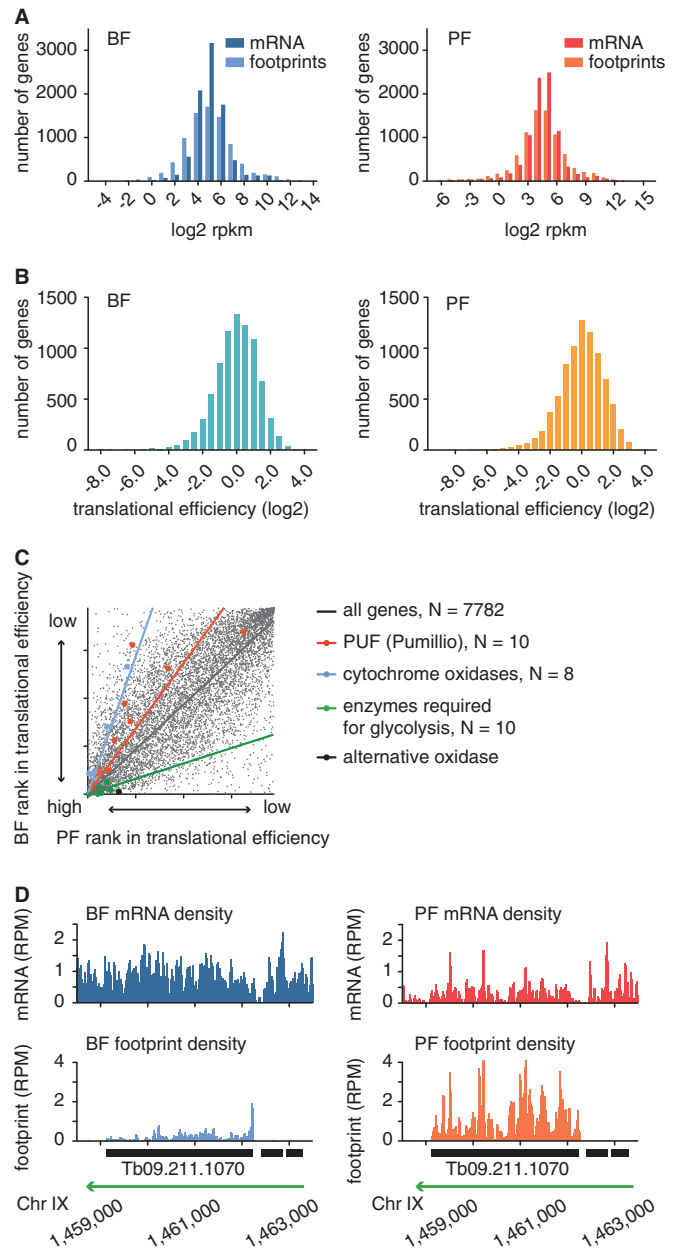 A
BF
mRNA
footprints
number of genes
3000
2000
1000
0
-4 -2 0 2 4 6 8 10 12 14
log2 rpkm
PF
mRNA
footprints
number of genes
3000
2000
1000
0
-6 -3 0 3 6 9 12 15
log2 rpkm
B
BF
number of genes
1500
1000
500
0
-8.0 -6.0 -4.0 -2.0 0.0 2.0 4.0
translational efficiency (log2)
PF
number of genes
1500
1000
500
0
-8.0 -6.0 -4.0 -2.0 0.0 2.0 4.0
translational efficiency (log2)
C
BF rank in translational efficiency
low
high
low
PF rank in translational efficiency
all genes, N = 7782
PUF (Pumillio), N = 10
cytochrome oxidases, N = 8
enzymes required
for glycolysis, N = 10
alternative oxidase
D
BF mRNA density
mRNA (RPM)
2
1
0
PF mRNA density
mRNA (RPM)
2
1
0
BF footprint density
footprint (RPM)
4
2
0
Tb09.211.1070
PF footprint density
footprint (RPM)
4
2
0
Tb09.211.1070
Chr IX
1,459,000 1,461,000 1,463,000
Chr IX
1,459,000 1,461,000 1,463,000